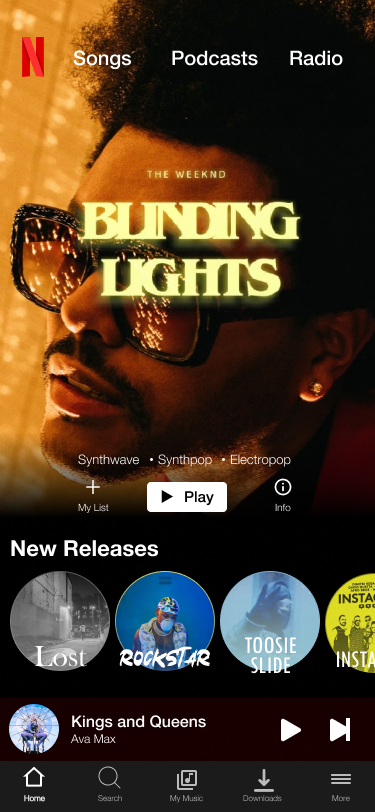 N
Songs Podcasts Radio
THE WEEKND
BLINDING
LIGHTS
Synthwave • Synthpop • Electropop
My List
Play
Info
New Releases
Lost
ROCKSTAR
TOOSIE
SLIDE
INSTAG
INSTA
Kings and Queens
Ava Max
Home Search My Music Downloads More